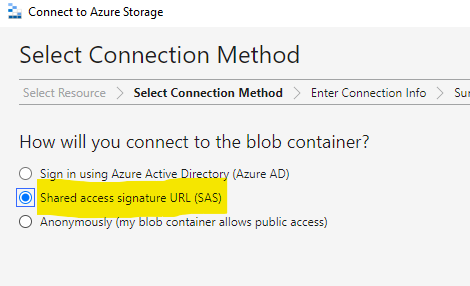 Connect to Azure Storage
Select Connection Method
Select Resource > Select Connection Method > Enter Connection Info >
How will you connect to the blob container?
Sign in using Azure Active Directory (Azure AD)
Shared access signature URL (SAS)
Anonymously (my blob container allows public access)